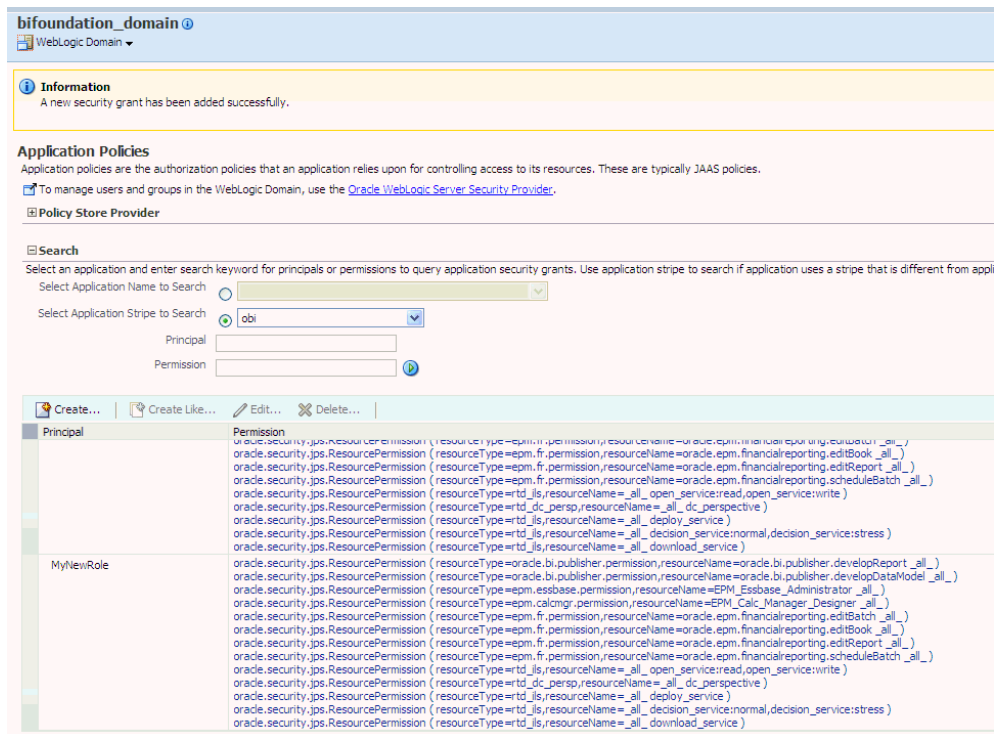 bifoundation_domain
WebLogic Domain
Information
A new security grant has been added successfully.
Application Policies
Application policies are the authorization policies that an application relies upon for controlling access to its resources. These are typically JAAS policies.
To manage users and groups in the WebLogic Domain, use the Oracle WebLogic Server Security Provider.
Policy Store Provider
Search
Select an application and enter search keyword for principals or permissions to query application security grants. Use application stripe to search if application uses a stripe that is different from appli
Select Application Name to Search
Select Application Stripe to Search obi
Principal
Permission
Create... Create Like... Edit... Delete...
Principal Permission
oracle.security.jps.ResourcePermission ( resourceType=epm.fr.permission,resourceName=oracle.epm.financialreporting.editBatch _all_ )
oracle.security.jps.ResourcePermission ( resourceType=epm.fr.permission,resourceName=oracle.epm.financialreporting.editBook _all_ )
oracle.security.jps.ResourcePermission ( resourceType=epm.fr.permission,resourceName=oracle.epm.financialreporting.editReport _all_ )
oracle.security.jps.ResourcePermission ( resourceType=epm.fr.permission,resourceName=oracle.epm.financialreporting.scheduleBatch _all_ )
oracle.security.jps.ResourcePermission ( resourceType=rtd_ils,resourceName=_all_ open_service:read,open_service:write )
oracle.security.jps.ResourcePermission ( resourceType=rtd_dc_persp,resourceName=_all_ dc_perspective )
oracle.security.jps.ResourcePermission ( resourceType=rtd_ils,resourceName=_all_ deploy_service )
oracle.security.jps.ResourcePermission ( resourceType=rtd_ils,resourceName=_all_ decision_service:normal,decision_service:stress )
oracle.security.jps.ResourcePermission ( resourceType=rtd_ils,resourceName=_all_ download_service )
MyNewRole oracle.security.jps.ResourcePermission ( resourceType=oracle.bi.publisher.permission,resourceName=oracle.bi.publisher.developReport _all_ )
oracle.security.jps.ResourcePermission ( resourceType=oracle.bi.publisher.permission,resourceName=oracle.bi.publisher.developDataModel _all_ )
oracle.security.jps.ResourcePermission ( resourceType=epm.essbase.permission,resourceName=EPM_Essbase_Administrator _all_ )
oracle.security.jps.ResourcePermission ( resourceType=epm.calcmgr.permission,resourceName=EPM_Calc_Manager_Designer _all_ )
oracle.security.jps.ResourcePermission ( resourceType=epm.fr.permission,resourceName=oracle.epm.financialreporting.editBatch _all_ )
oracle.security.jps.ResourcePermission ( resourceType=epm.fr.permission,resourceName=oracle.epm.financialreporting.editBook _all_ )
oracle.security.jps.ResourcePermission ( resourceType=epm.fr.permission,resourceName=oracle.epm.financialreporting.editReport _all_ )
oracle.security.jps.ResourcePermission ( resourceType=epm.fr.permission,resourceName=oracle.epm.financialreporting.scheduleBatch _all_ )
oracle.security.jps.ResourcePermission ( resourceType=rtd_ils,resourceName=_all_ open_service:read,open_service:write )
oracle.security.jps.ResourcePermission ( resourceType=rtd_dc_persp,resourceName=_all_ dc_perspective )
oracle.security.jps.ResourcePermission ( resourceType=rtd_ils,resourceName=_all_ deploy_service )
oracle.security.jps.ResourcePermission ( resourceType=rtd_ils,resourceName=_all_ decision_service:normal,decision_service:stress )
oracle.security.jps.ResourcePermission ( resourceType=rtd_ils,resourceName=_all_ download_service )